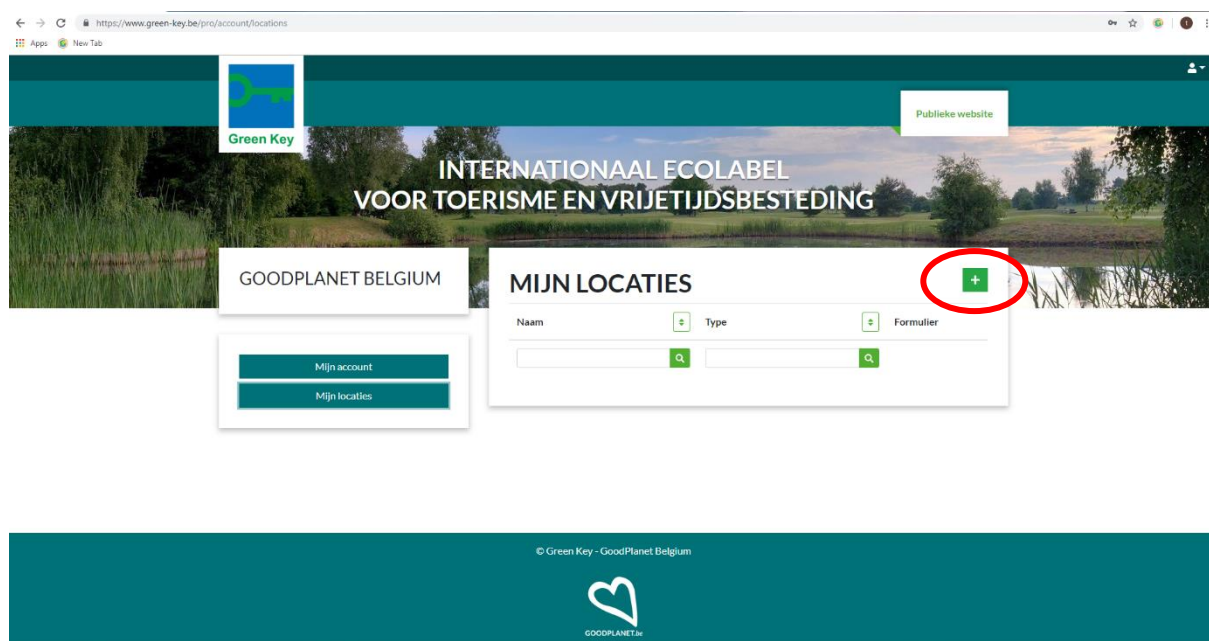 https://www.green-key.be/pro/account/locations
Apps New Tab
Green Key
Publieke website
INTERNATIONAAL ECOLABEL
VOOR TOERISME EN VRIJETIJDSBESTEDING
GOODPLANET BELGIUM
Mijn account
Mijn locaties
MIJN LOCATIES
Naam Type Formulier
© Green Key - GoodPlanet Belgium
GOODPLANET.be